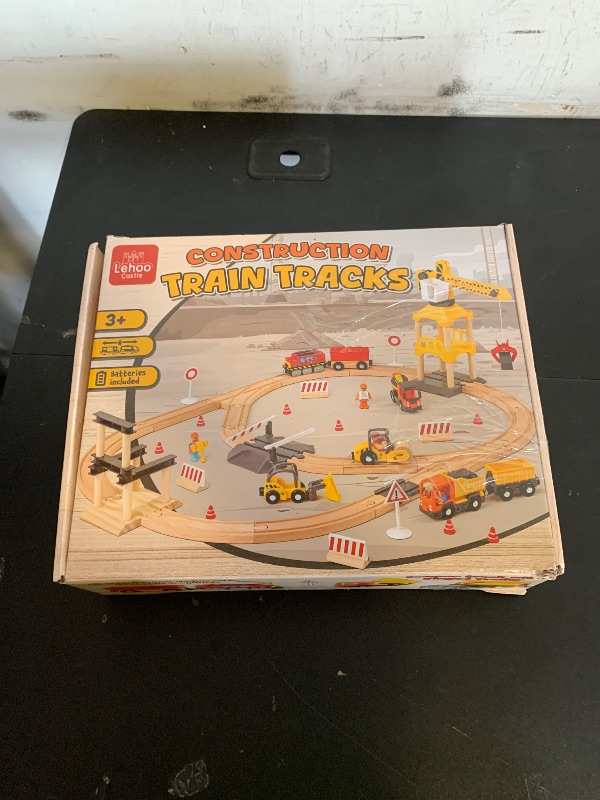 Lehoo
Castle
CONSTRUCTION
TRAIN TRACKS
3+
Batteries
included